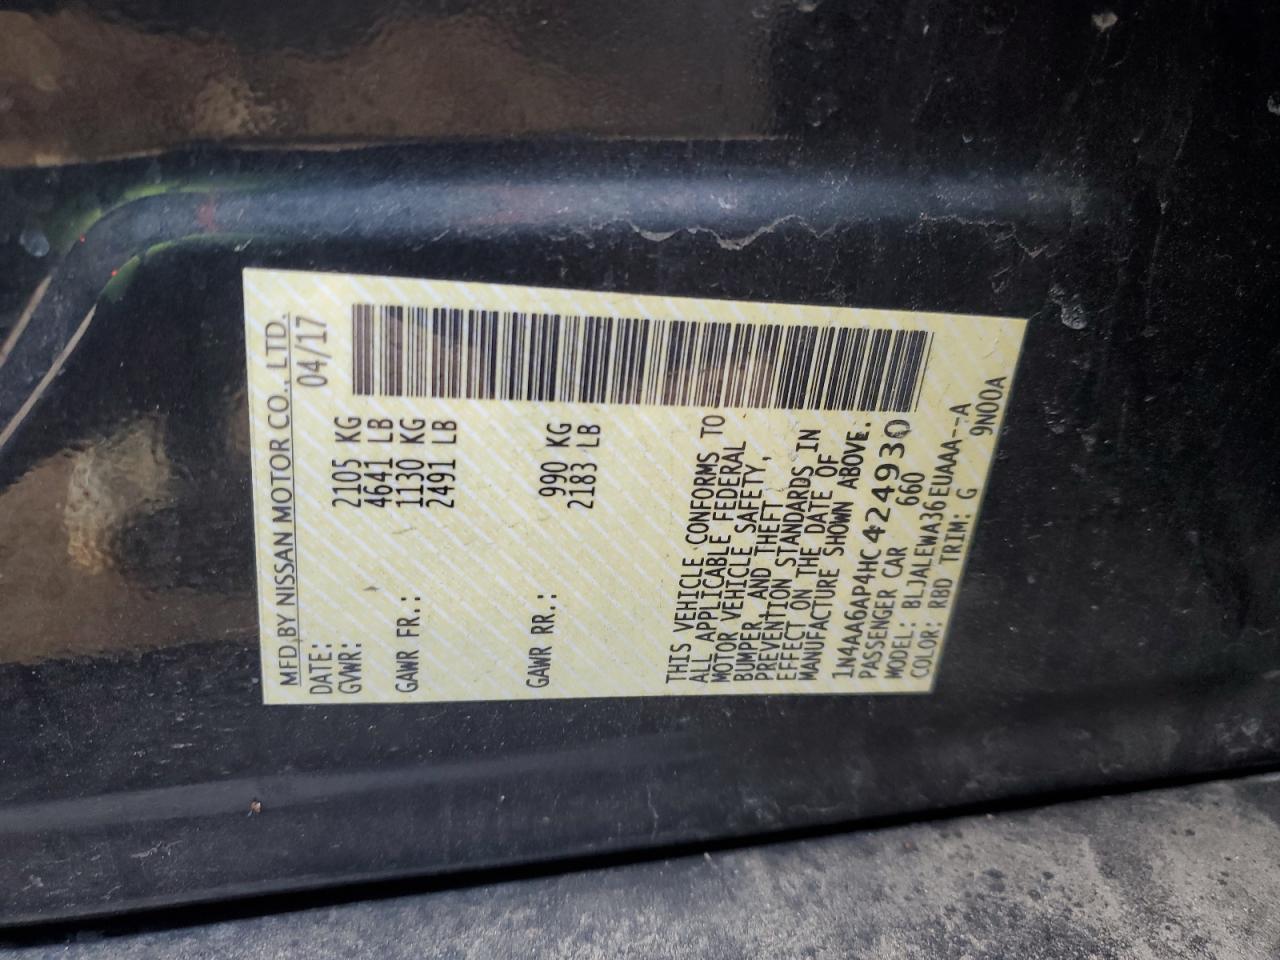 MFD.BY NISSAN MOTOR CO., LTD.
DATE: 04/17
GVWR: 2105 KG
4641 LB
GAWR FR.: 1130 KG
2491 LB
GAWR RR.: 990 KG
2183 LB
THIS VEHICLE CONFORMS TO
ALL APPLICABLE FEDERAL
MOTOR VEHICLE SAFETY,
BUMPER, AND THEFT
PREVENTION STANDARDS IN
EFFECT ON THE DATE OF
MANUFACTURE SHOWN ABOVE.
1N4AA6AP4HC424930
PASSENGER CAR 660
MODEL: BLJALEWA36EUAAA--A
COLOR: RBD TRIM: G 9N00A